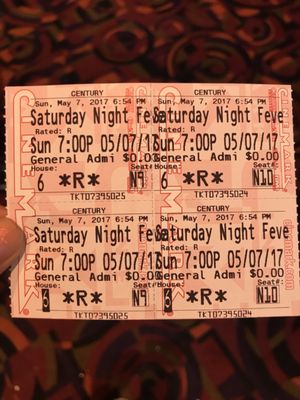 CENTURY
Sun, May 7, 2017 6:54 PM
Saturday Night Feve
Rated: R
Sun 7:00P 05/07/17
General Admi $0.00
House: Seat#:
6 *R* N9
TKT07395025
CENTURY
Sun, May 7, 2017 6:54 PM
Saturday Night Feve
Rated: R
Sun 7:00P 05/07/17
General Admi $0.00
House: Seat#:
6 *R* N10
TKT07395024
Sun, May 7, 2017 6:54 PM
Saturday Night Feve
Rated: R
Sun 7:00P 05/07/17
General Admi $0.00
House: Seat#:
6 *R* N9
TKT07395025
Sun, May 7, 2017 6:54 PM
Saturday Night Feve
Rated: R
Sun 7:00P 05/07/17
General Admi $0.00
House: Seat#:
6 *R* N10
TKT07395024
CINEMARK
CINEMARK